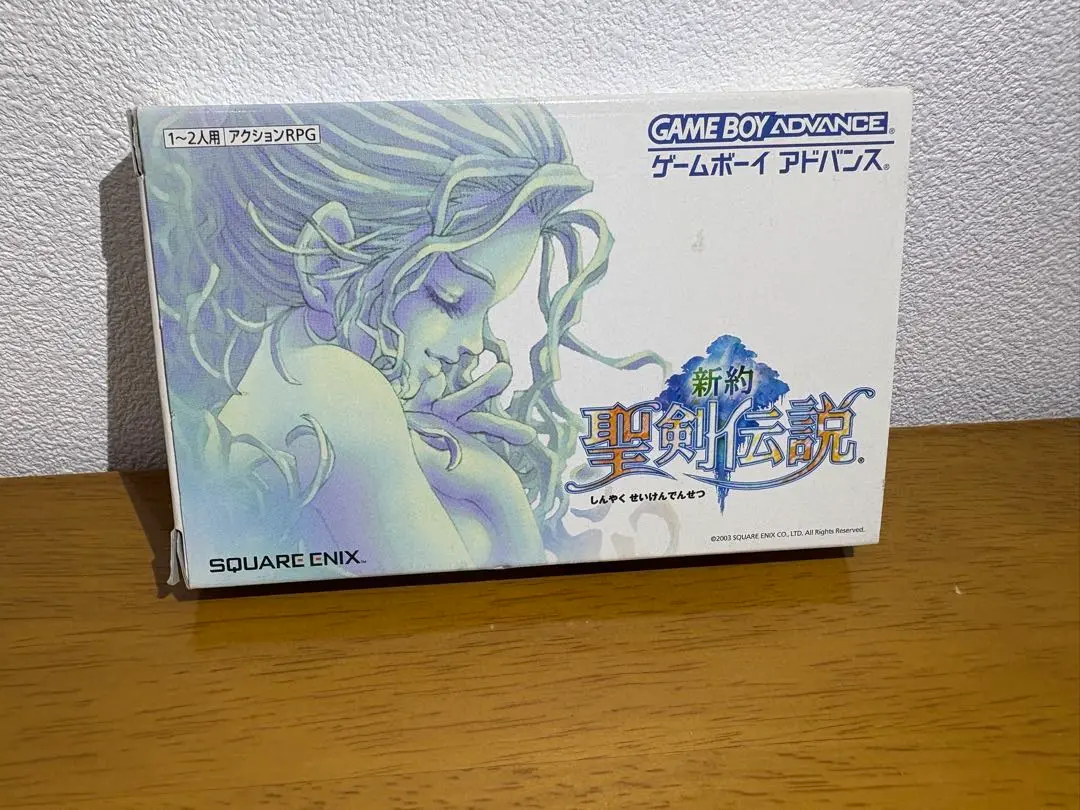 1～2人用 アクションRPG
GAME BOY ADVANCE®
ゲームボーイ アドバンス®
新約
聖剣伝説®
しんやく せいけんでんせつ
©2003 SQUARE ENIX CO., LTD. All Rights Reserved.
SQUARE ENIX™